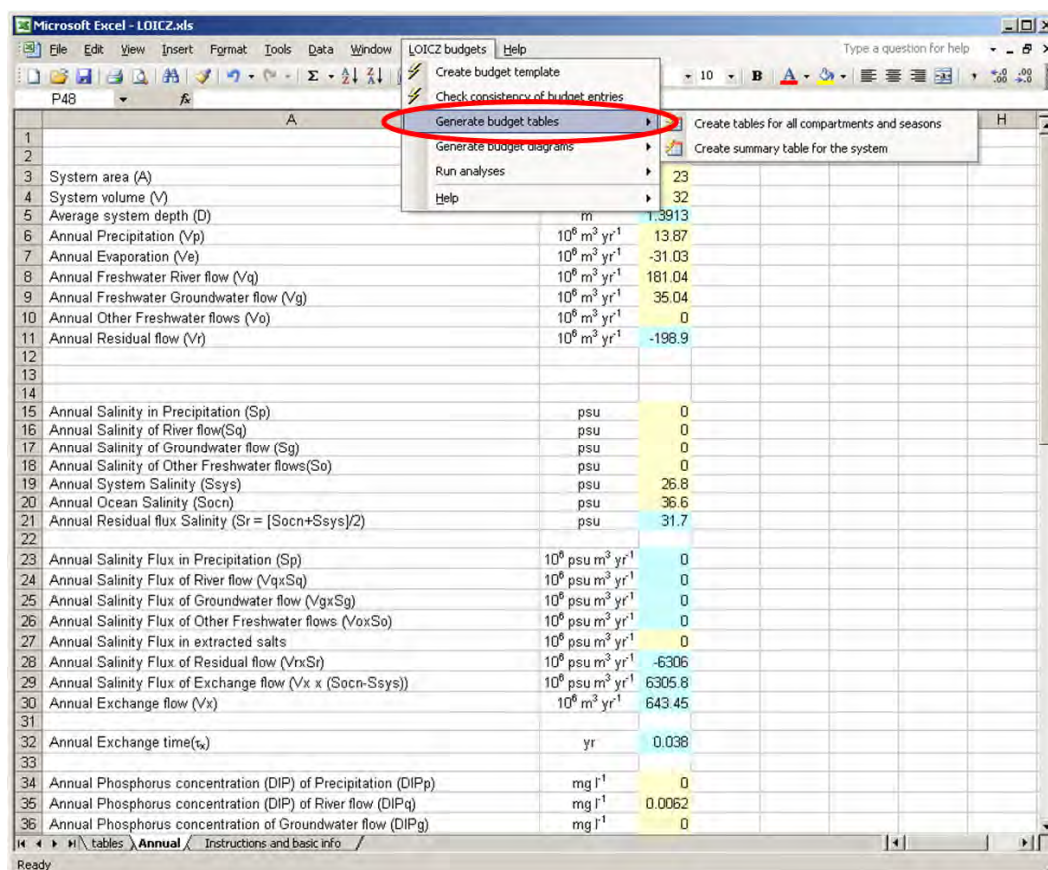 Microsoft Excel - LOICZ.xls
File Edit View Insert Format Tools Data Window LOICZ budgets Help Type a question for help
10 B A
P48 fx
Create budget template
Check consistency of budget entries
Generate budget tables
Generate budget diagrams
Run analyses
Help
Create tables for all compartments and seasons
Create summary table for the system
A H
1
2
3 System area (A) 23
4 System volume (V) 32
5 Average system depth (D) m 1.3913
6 Annual Precipitation (Vp) 10⁶ m³ yr⁻¹ 13.87
7 Annual Evaporation (Ve) 10⁶ m³ yr⁻¹ -31.03
8 Annual Freshwater River flow (Vq) 10⁶ m³ yr⁻¹ 181.04
9 Annual Freshwater Groundwater flow (Vg) 10⁶ m³ yr⁻¹ 35.04
10 Annual Other Freshwater flows (Vo) 10⁶ m³ yr⁻¹ 0
11 Annual Residual flow (Vr) 10⁶ m³ yr⁻¹ -198.9
12
13
14
15 Annual Salinity in Precipitation (Sp) psu 0
16 Annual Salinity of River flow(Sq) psu 0
17 Annual Salinity of Groundwater flow (Sg) psu 0
18 Annual Salinity of Other Freshwater flows(So) psu 0
19 Annual System Salinity (Ssys) psu 26.8
20 Annual Ocean Salinity (Socn) psu 36.6
21 Annual Residual flux Salinity (Sr = [Socn+Ssys]/2) psu 31.7
22
23 Annual Salinity Flux in Precipitation (Sp) 10⁶ psu m³ yr⁻¹ 0
24 Annual Salinity Flux of River flow (VqxSq) 10⁶ psu m³ yr⁻¹ 0
25 Annual Salinity Flux of Groundwater flow (VgxSg) 10⁶ psu m³ yr⁻¹ 0
26 Annual Salinity Flux of Other Freshwater flows (VoxSo) 10⁶ psu m³ yr⁻¹ 0
27 Annual Salinity Flux in extracted salts 10⁶ psu m³ yr⁻¹ 0
28 Annual Salinity Flux of Residual flow (VrxSr) 10⁶ psu m³ yr⁻¹ -6306
29 Annual Salinity Flux of Exchange flow (Vx x (Socn-Ssys)) 10⁶ psu m³ yr⁻¹ 6305.8
30 Annual Exchange flow (Vx) 10⁶ m³ yr⁻¹ 643.45
31
32 Annual Exchange time(τₓ) yr 0.038
33
34 Annual Phosphorus concentration (DIP) of Precipitation (DIPp) mg l⁻¹ 0
35 Annual Phosphorus concentration (DIP) of River flow (DIPq) mg l⁻¹ 0.0062
36 Annual Phosphorus concentration of Groundwater flow (DIPg) mg l⁻¹ 0
tables Annual Instructions and basic info
Ready